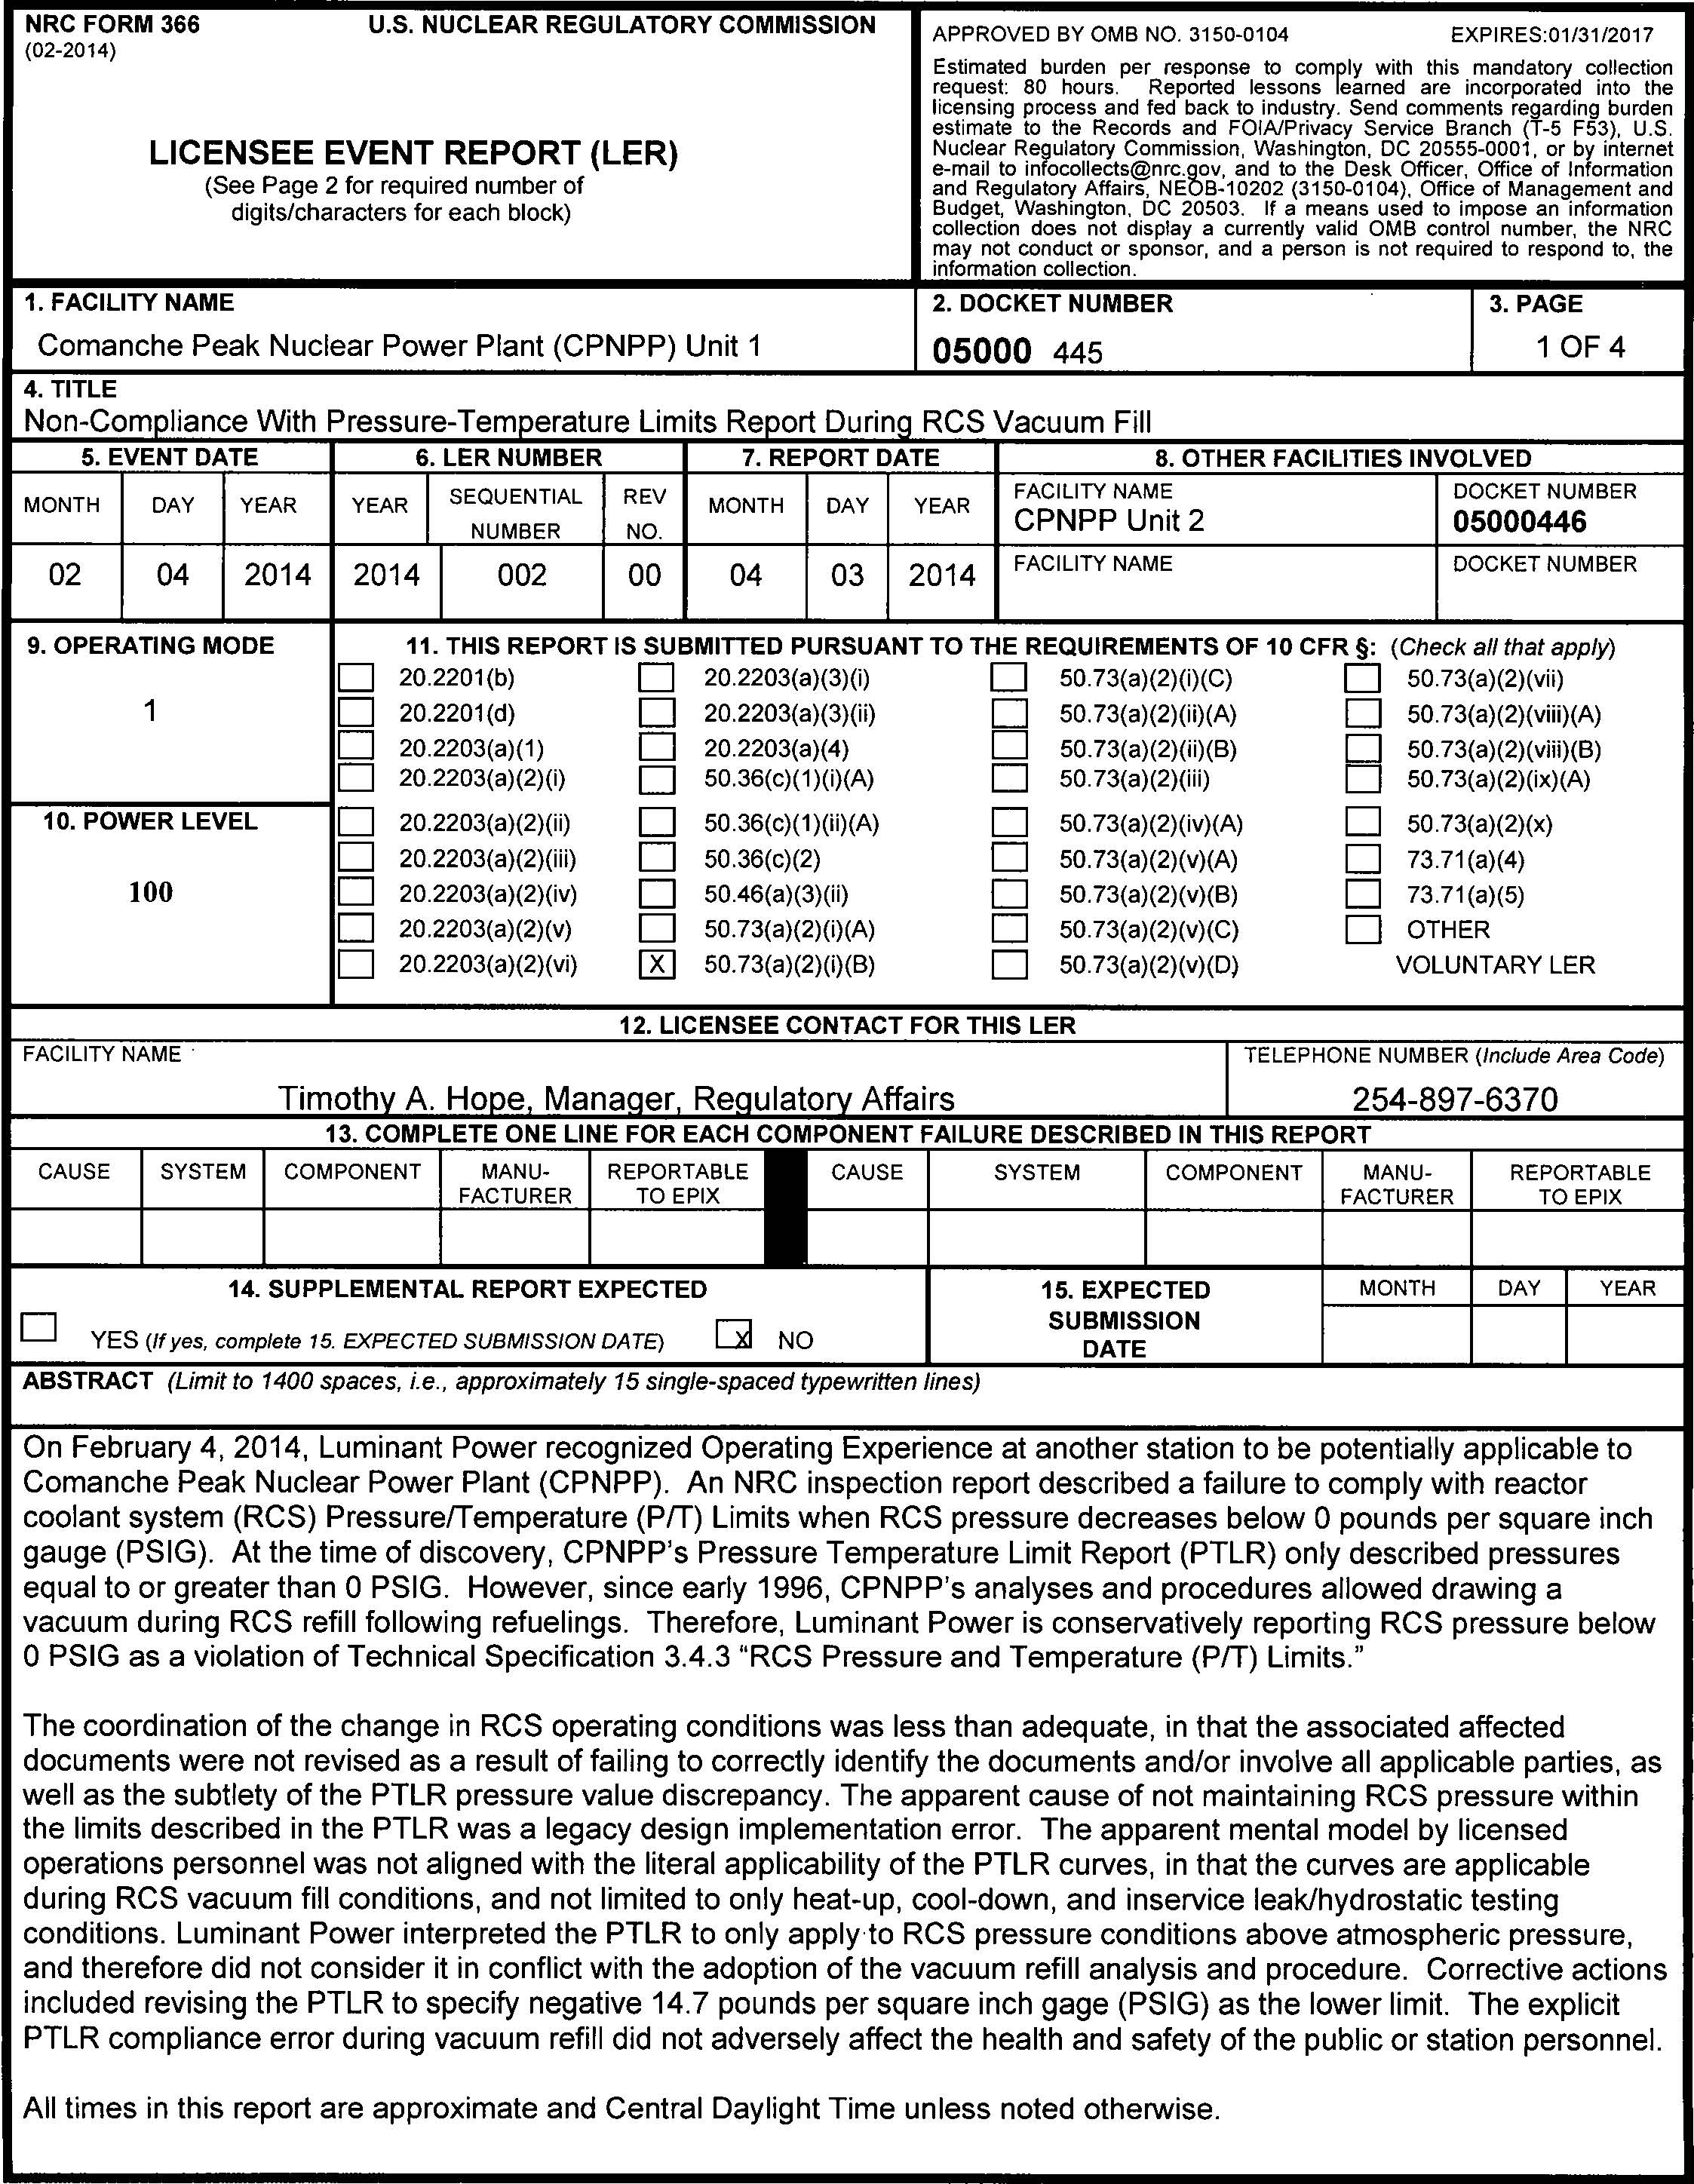 NRC FORM 366
(02-2014)
U.S. NUCLEAR REGULATORY COMMISSION
LICENSEE EVENT REPORT (LER)
(See Page 2 for required number of
digits/characters for each block)
APPROVED BY OMB NO. 3150-0104 EXPIRES:01/31/2017
Estimated burden per response to comply with this mandatory collection
request: 80 hours. Reported lessons learned are incorporated into the
licensing process and fed back to industry. Send comments regarding burden
estimate to the Records and FOIA/Privacy Service Branch (T-5 F53), U.S.
Nuclear Regulatory Commission, Washington, DC 20555-0001, or by internet
e-mail to infocollects@nrc.gov, and to the Desk Officer, Office of Information
and Regulatory Affairs, NEOB-10202 (3150-0104), Office of Management and
Budget, Washington, DC 20503. If a means used to impose an information
collection does not display a currently valid OMB control number, the NRC
may not conduct or sponsor, and a person is not required to respond to, the
information collection.
1. FACILITY NAME
Comanche Peak Nuclear Power Plant (CPNPP) Unit 1
2. DOCKET NUMBER
05000 445
3. PAGE
1 OF 4
4. TITLE
Non-Compliance With Pressure-Temperature Limits Report During RCS Vacuum Fill
5. EVENT DATE 6. LER NUMBER 7. REPORT DATE 8. OTHER FACILITIES INVOLVED
MONTH DAY YEAR YEAR SEQUENTIAL NUMBER REV NO. MONTH DAY YEAR
FACILITY NAME DOCKET NUMBER
CPNPP Unit 2 05000446
02 04 2014 2014 002 00 04 03 2014
FACILITY NAME DOCKET NUMBER
9. OPERATING MODE
1
10. POWER LEVEL
100
11. THIS REPORT IS SUBMITTED PURSUANT TO THE REQUIREMENTS OF 10 CFR §: (Check all that apply)
20.2201(b) 20.2203(a)(3)(i) 50.73(a)(2)(i)(C) 50.73(a)(2)(vii)
20.2201(d) 20.2203(a)(3)(ii) 50.73(a)(2)(ii)(A) 50.73(a)(2)(viii)(A)
20.2203(a)(1) 20.2203(a)(4) 50.73(a)(2)(ii)(B) 50.73(a)(2)(viii)(B)
20.2203(a)(2)(i) 50.36(c)(1)(i)(A) 50.73(a)(2)(iii) 50.73(a)(2)(ix)(A)
20.2203(a)(2)(ii) 50.36(c)(1)(ii)(A) 50.73(a)(2)(iv)(A) 50.73(a)(2)(x)
20.2203(a)(2)(iii) 50.36(c)(2) 50.73(a)(2)(v)(A) 73.71(a)(4)
20.2203(a)(2)(iv) 50.46(a)(3)(ii) 50.73(a)(2)(v)(B) 73.71(a)(5)
20.2203(a)(2)(v) 50.73(a)(2)(i)(A) 50.73(a)(2)(v)(C) OTHER
20.2203(a)(2)(vi) X 50.73(a)(2)(i)(B) 50.73(a)(2)(v)(D) VOLUNTARY LER
12. LICENSEE CONTACT FOR THIS LER
FACILITY NAME TELEPHONE NUMBER (Include Area Code)
Timothy A. Hope, Manager, Regulatory Affairs 254-897-6370
13. COMPLETE ONE LINE FOR EACH COMPONENT FAILURE DESCRIBED IN THIS REPORT
CAUSE SYSTEM COMPONENT MANU-FACTURER REPORTABLE TO EPIX CAUSE SYSTEM COMPONENT MANU-FACTURER REPORTABLE TO EPIX
14. SUPPLEMENTAL REPORT EXPECTED
YES (If yes, complete 15. EXPECTED SUBMISSION DATE) X NO
15. EXPECTED
SUBMISSION
DATE
MONTH DAY YEAR
ABSTRACT (Limit to 1400 spaces, i.e., approximately 15 single-spaced typewritten lines)
On February 4, 2014, Luminant Power recognized Operating Experience at another station to be potentially applicable to
Comanche Peak Nuclear Power Plant (CPNPP). An NRC inspection report described a failure to comply with reactor
coolant system (RCS) Pressure/Temperature (P/T) Limits when RCS pressure decreases below 0 pounds per square inch
gauge (PSIG). At the time of discovery, CPNPP's Pressure Temperature Limit Report (PTLR) only described pressures
equal to or greater than 0 PSIG. However, since early 1996, CPNPP's analyses and procedures allowed drawing a
vacuum during RCS refill following refuelings. Therefore, Luminant Power is conservatively reporting RCS pressure below
0 PSIG as a violation of Technical Specification 3.4.3 "RCS Pressure and Temperature (P/T) Limits."
The coordination of the change in RCS operating conditions was less than adequate, in that the associated affected
documents were not revised as a result of failing to correctly identify the documents and/or involve all applicable parties, as
well as the subtlety of the PTLR pressure value discrepancy. The apparent cause of not maintaining RCS pressure within
the limits described in the PTLR was a legacy design implementation error. The apparent mental model by licensed
operations personnel was not aligned with the literal applicability of the PTLR curves, in that the curves are applicable
during RCS vacuum fill conditions, and not limited to only heat-up, cool-down, and inservice leak/hydrostatic testing
conditions. Luminant Power interpreted the PTLR to only apply to RCS pressure conditions above atmospheric pressure,
and therefore did not consider it in conflict with the adoption of the vacuum refill analysis and procedure. Corrective actions
included revising the PTLR to specify negative 14.7 pounds per square inch gage (PSIG) as the lower limit. The explicit
PTLR compliance error during vacuum refill did not adversely affect the health and safety of the public or station personnel.
All times in this report are approximate and Central Daylight Time unless noted otherwise.